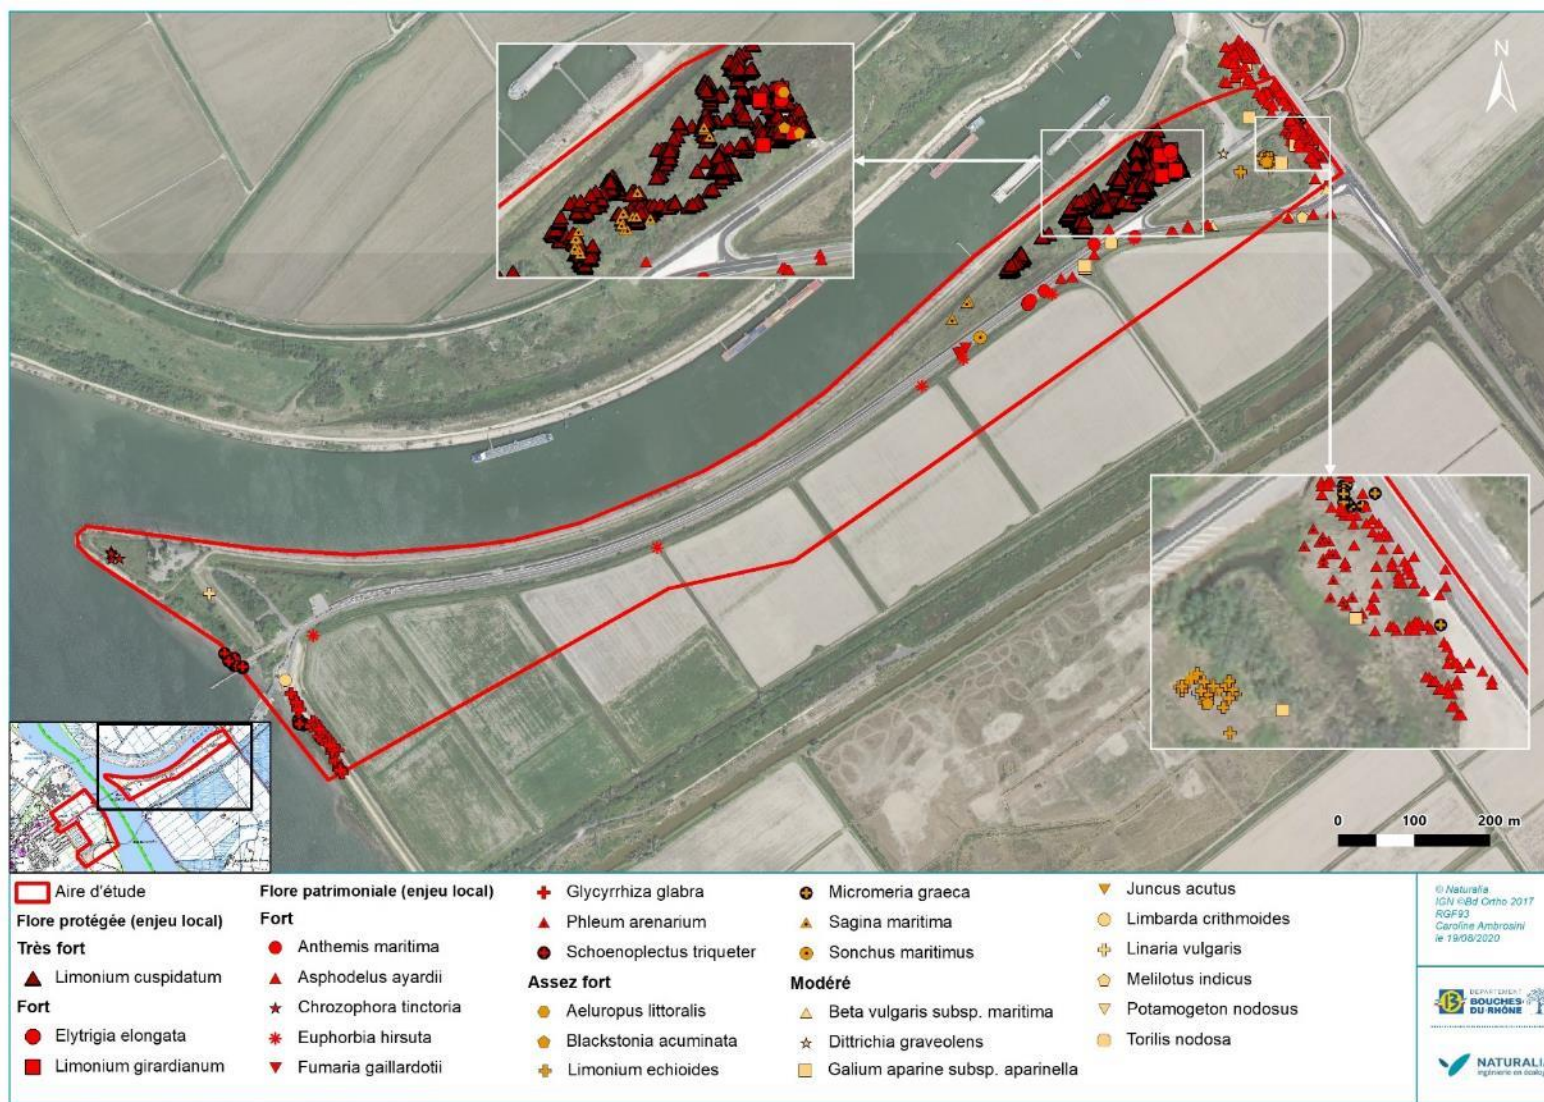 N
0 100 200 m
Aire d'étude
Flore protégée (enjeu local)
Très fort
Limonium cuspidatum
Fort
Elytrigia elongata
Limonium girardianum
Flore patrimoniale (enjeu local)
Fort
Anthemis maritima
Asphodelus ayardii
Chrozophora tinctoria
Euphorbia hirsuta
Fumaria gaillardotii
Glycyrrhiza glabra
Phleum arenarium
Schoenoplectus triqueter
Assez fort
Aeluropus littoralis
Blackstonia acuminata
Limonium echioides
Micromeria graeca
Sagina maritima
Sonchus maritimus
Modéré
Beta vulgaris subsp. maritima
Dittrichia graveolens
Galium aparine subsp. aparinella
Juncus acutus
Limbarda crithmoides
Linaria vulgaris
Melilotus indicus
Potamogeton nodosus
Torilis nodosa
© Naturalia
IGN ©Bd Ortho 2017
RGF93
Caroline Ambrosini
le 19/08/2020
DÉPARTEMENT
BOUCHES
DU RHÔNE
NATURALIA
Ingénierie en écologie